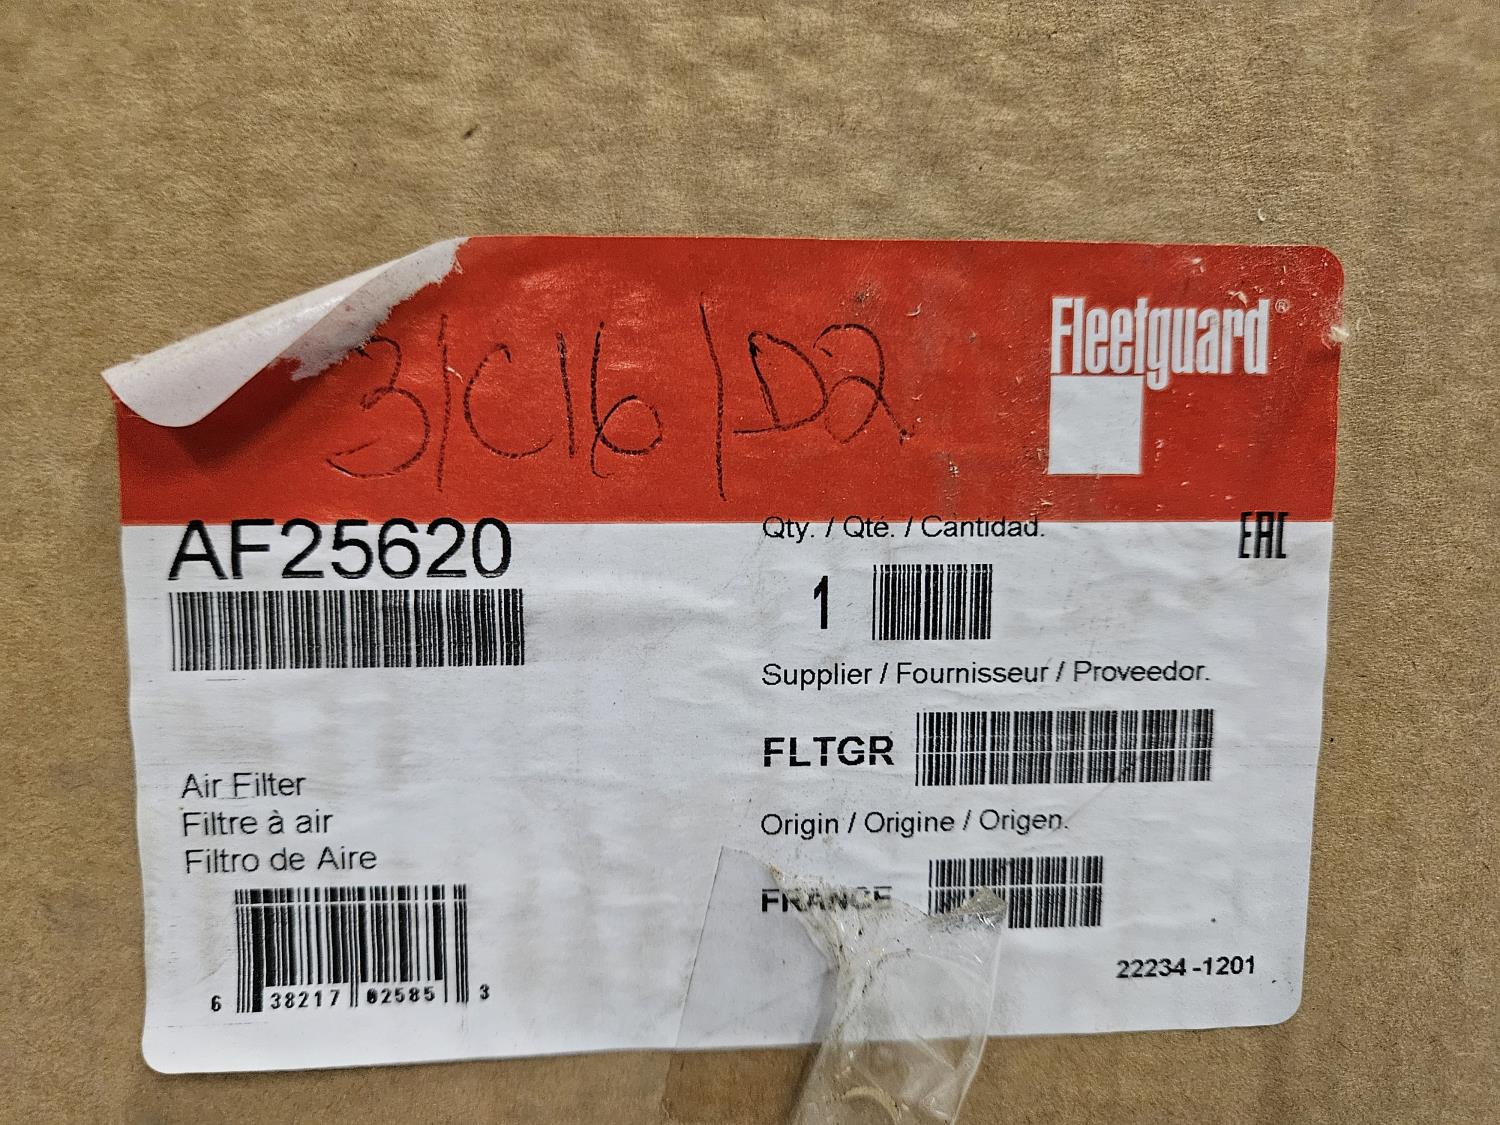 3/C16/D2
Fleetguard®
AF25620
Qty. / Qté. / Cantidad.
EAC
1
Supplier / Fournisseur / Proveedor.
FLTGR
Air Filter
Filtre à air
Filtro de Aire
Origin / Origine / Origen.
FRANCE
22234-1201
6 38217 02585 3